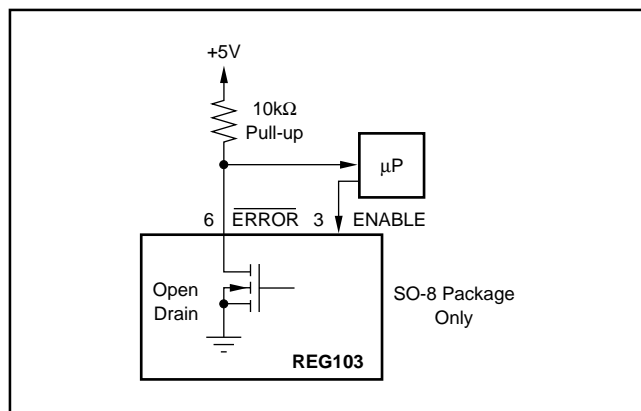 +5V
10kΩ
Pull-up
µP
6 ERROR 3 ENABLE
Open
Drain
SO-8 Package
Only
REG103